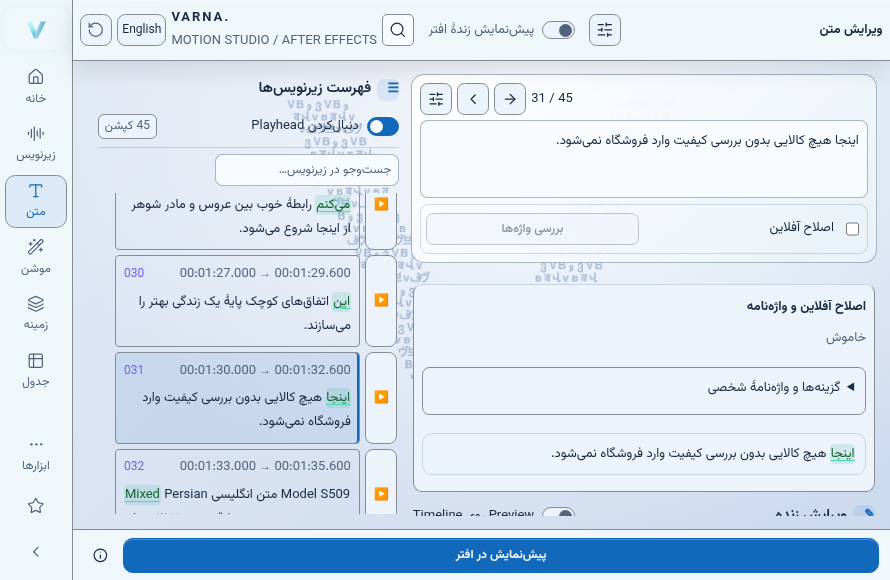 ویرایش متن
پیش‌نمایش زندهٔ افتر
VARNA.
MOTION STUDIO / AFTER EFFECTS
English
خانه
زیرنویس
متن
موشن
زمینه
جدول
ابزارها
31 / 45
اینجا هیچ کالایی بدون بررسی کیفیت وارد فروشگاه نمی‌شود.
اصلاح آفلاین
بررسی واژه‌ها
اصلاح آفلاین و واژه‌نامه
خاموش
گزینه‌ها و واژه‌نامهٔ شخصی
اینجا هیچ کالایی بدون بررسی کیفیت وارد فروشگاه نمی‌شود.
ویرایش زنده
Preview روی Timeline
فهرست زیرنویس‌ها
دنبال‌کردن Playhead
45 کپشن
جست‌وجو در زیرنویس...
می‌کنم رابطهٔ خوب بین عروس و مادر شوهر
از اینجا شروع می‌شود.
030 00:01:27.000 → 00:01:29.600
این اتفاق‌های کوچک پایهٔ یک زندگی بهتر را
می‌سازند.
031 00:01:30.000 → 00:01:32.600
اینجا هیچ کالایی بدون بررسی کیفیت وارد
فروشگاه نمی‌شود.
032 00:01:33.000 → 00:01:35.600
Mixed Persian متن انگلیسی Model S509
پیش‌نمایش در افتر